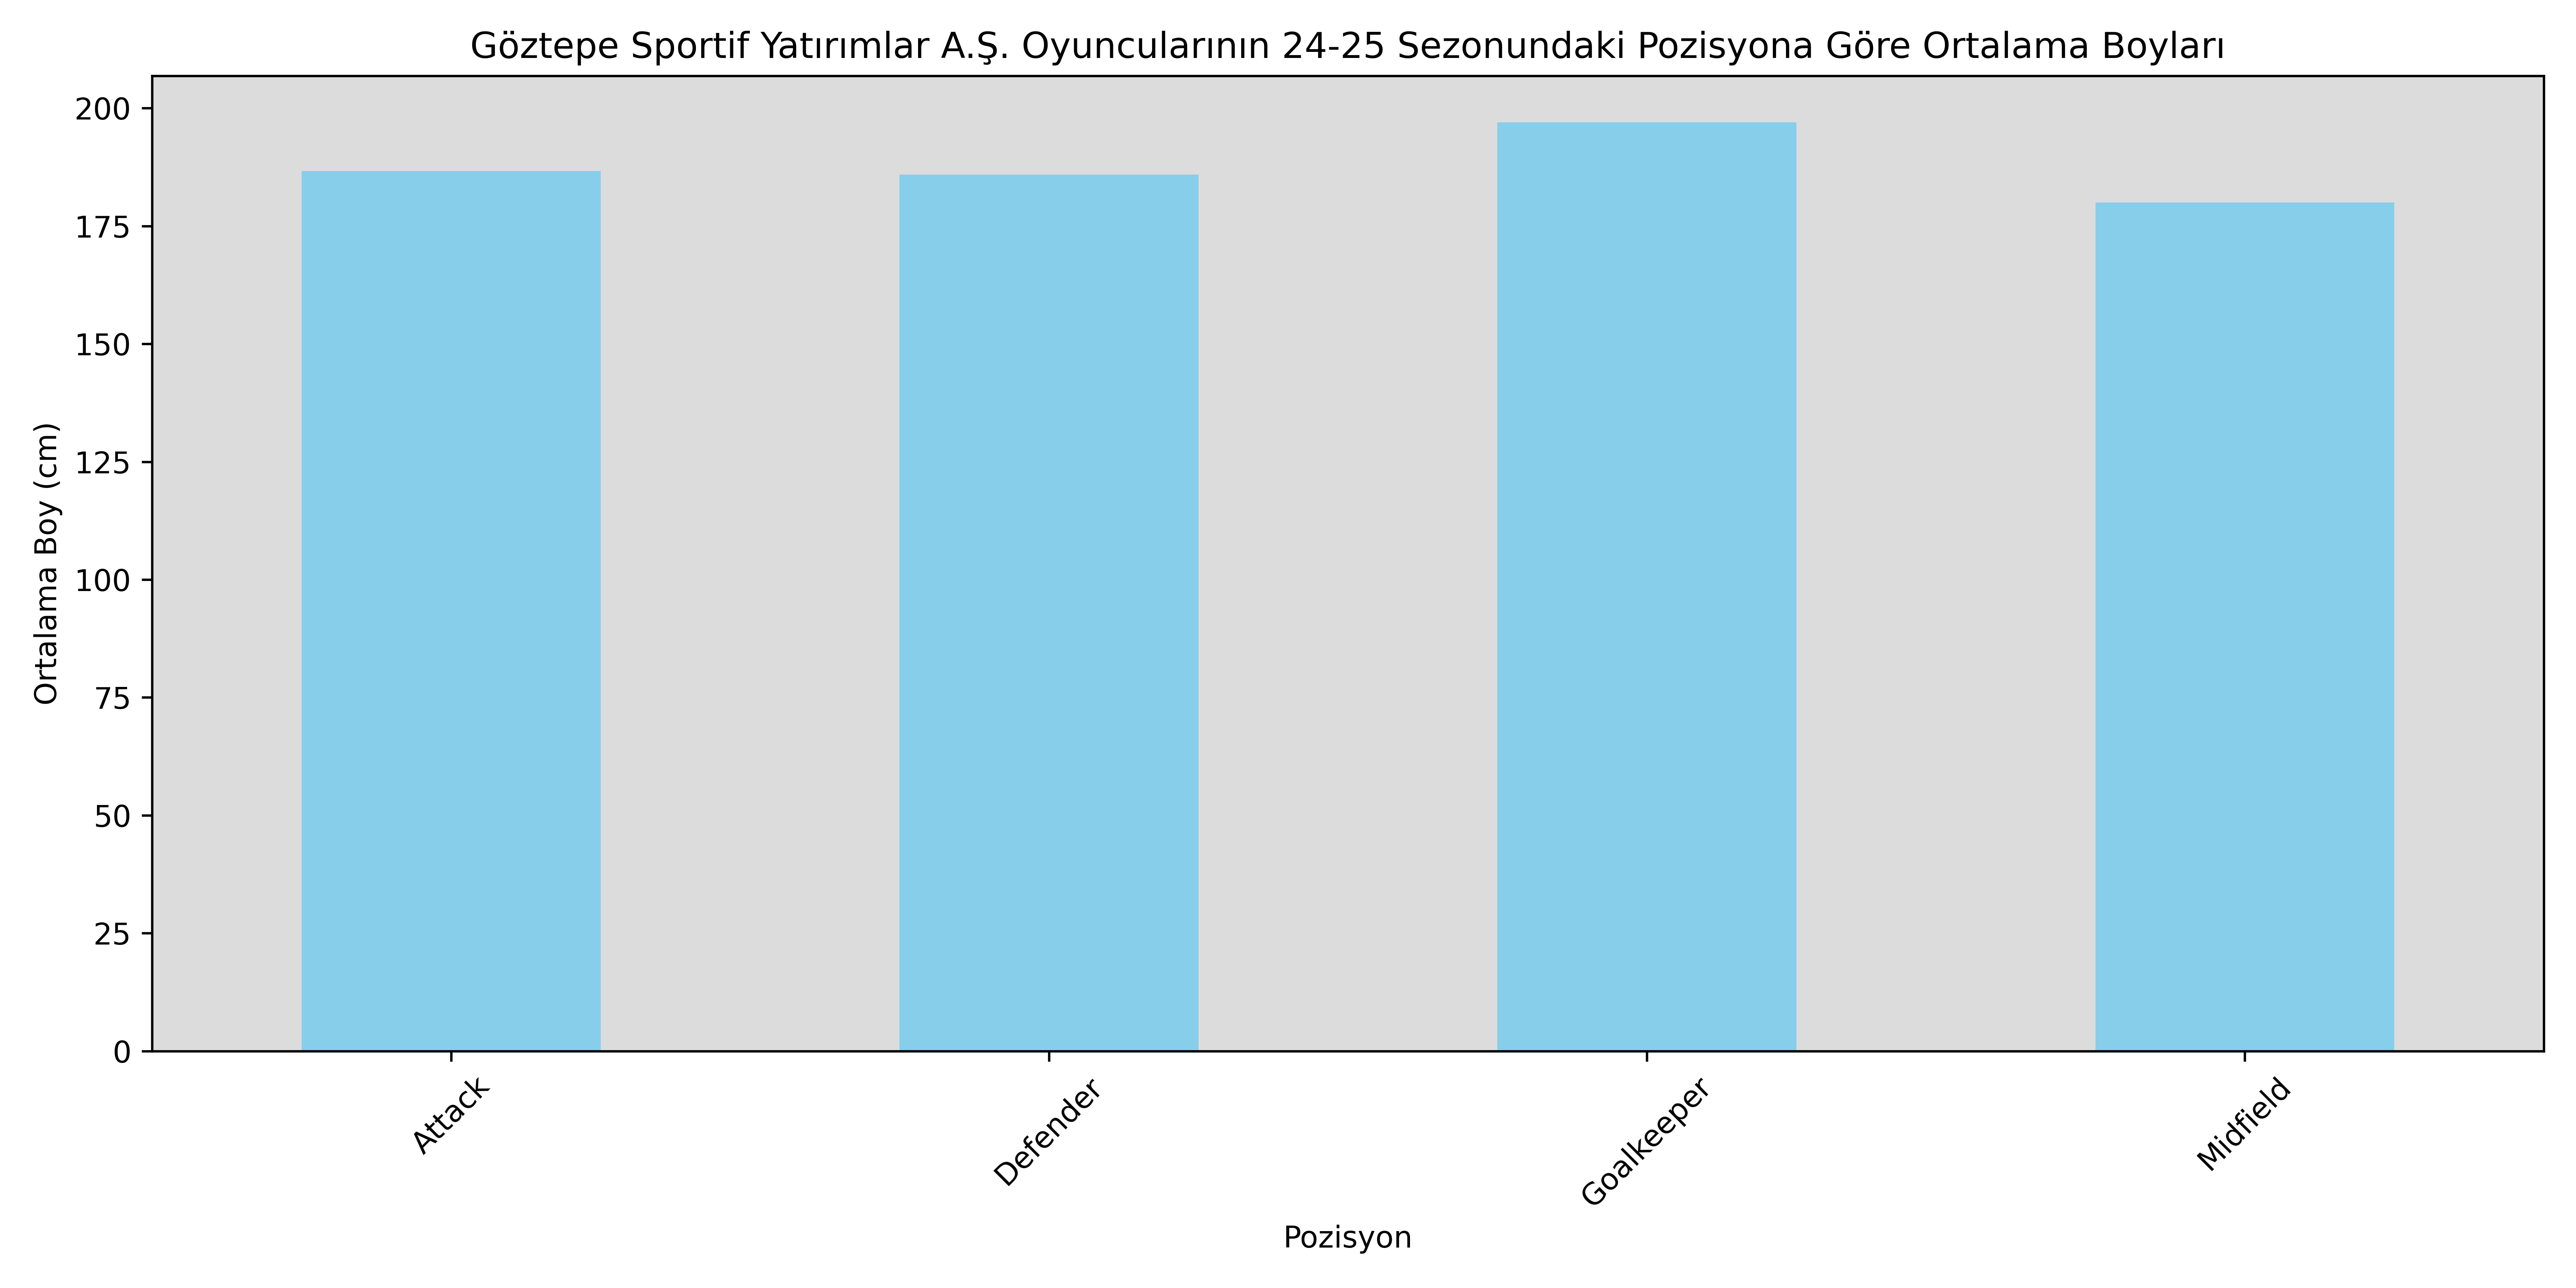 Göztepe Sportif Yatırımlar A.Ş. Oyuncularının 24-25 Sezonundaki Pozisyona Göre Ortalama Boyları
Ortalama Boy (cm)
200
175
150
125
100
75
50
25
0
Attack
Defender
Goalkeeper
Midfield
Pozisyon